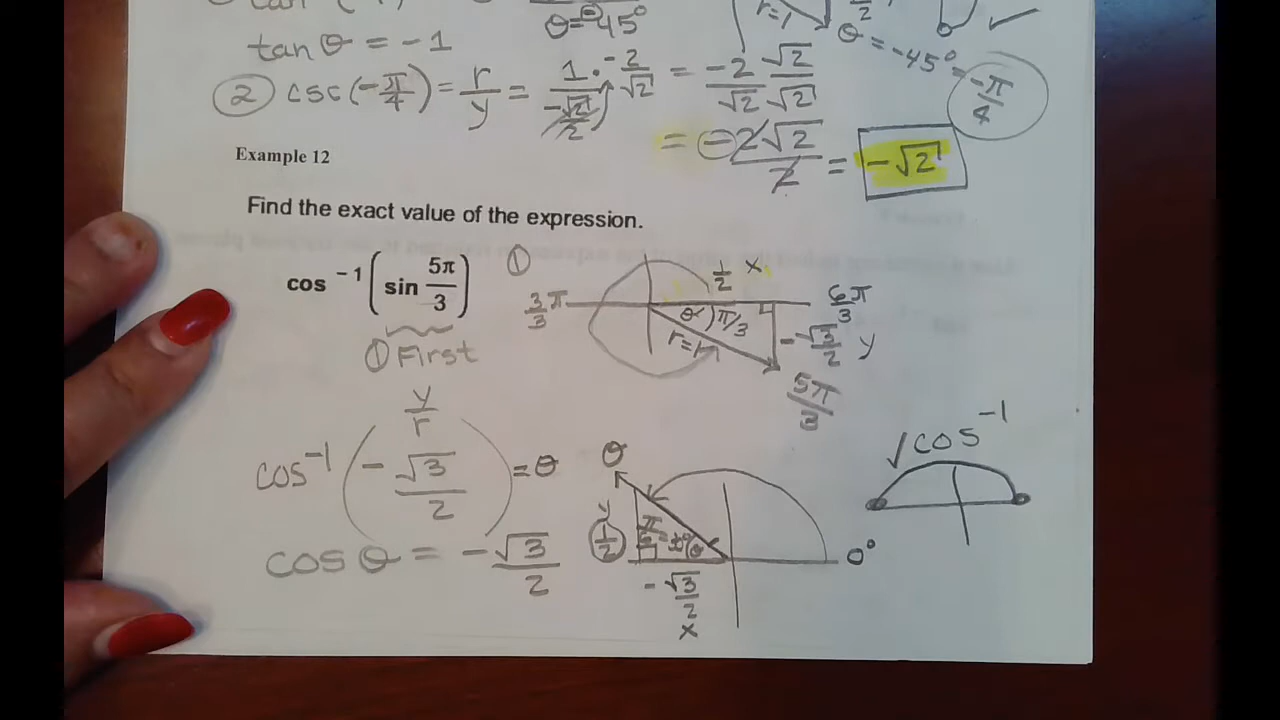 tan θ = -1
θ = -45°
r=1
θ = -45° = -π/4
② csc(-π/4) = r/y = 1/(-√2/2) · -2/√2 = -2/√2 √2/√2
= -2√2/2 = -√2
Example 12
Find the exact value of the expression.
cos⁻¹(sin 5π/3)
① First
①
1/2 x
3/3 π
6π/3
θ' π/3
r=1
-√3/2 y
5π/3
y/r
cos⁻¹(-√3/2) = θ
cos θ = -√3/2
θ
y
1/2
0°
-√3/2
x
√cos⁻¹